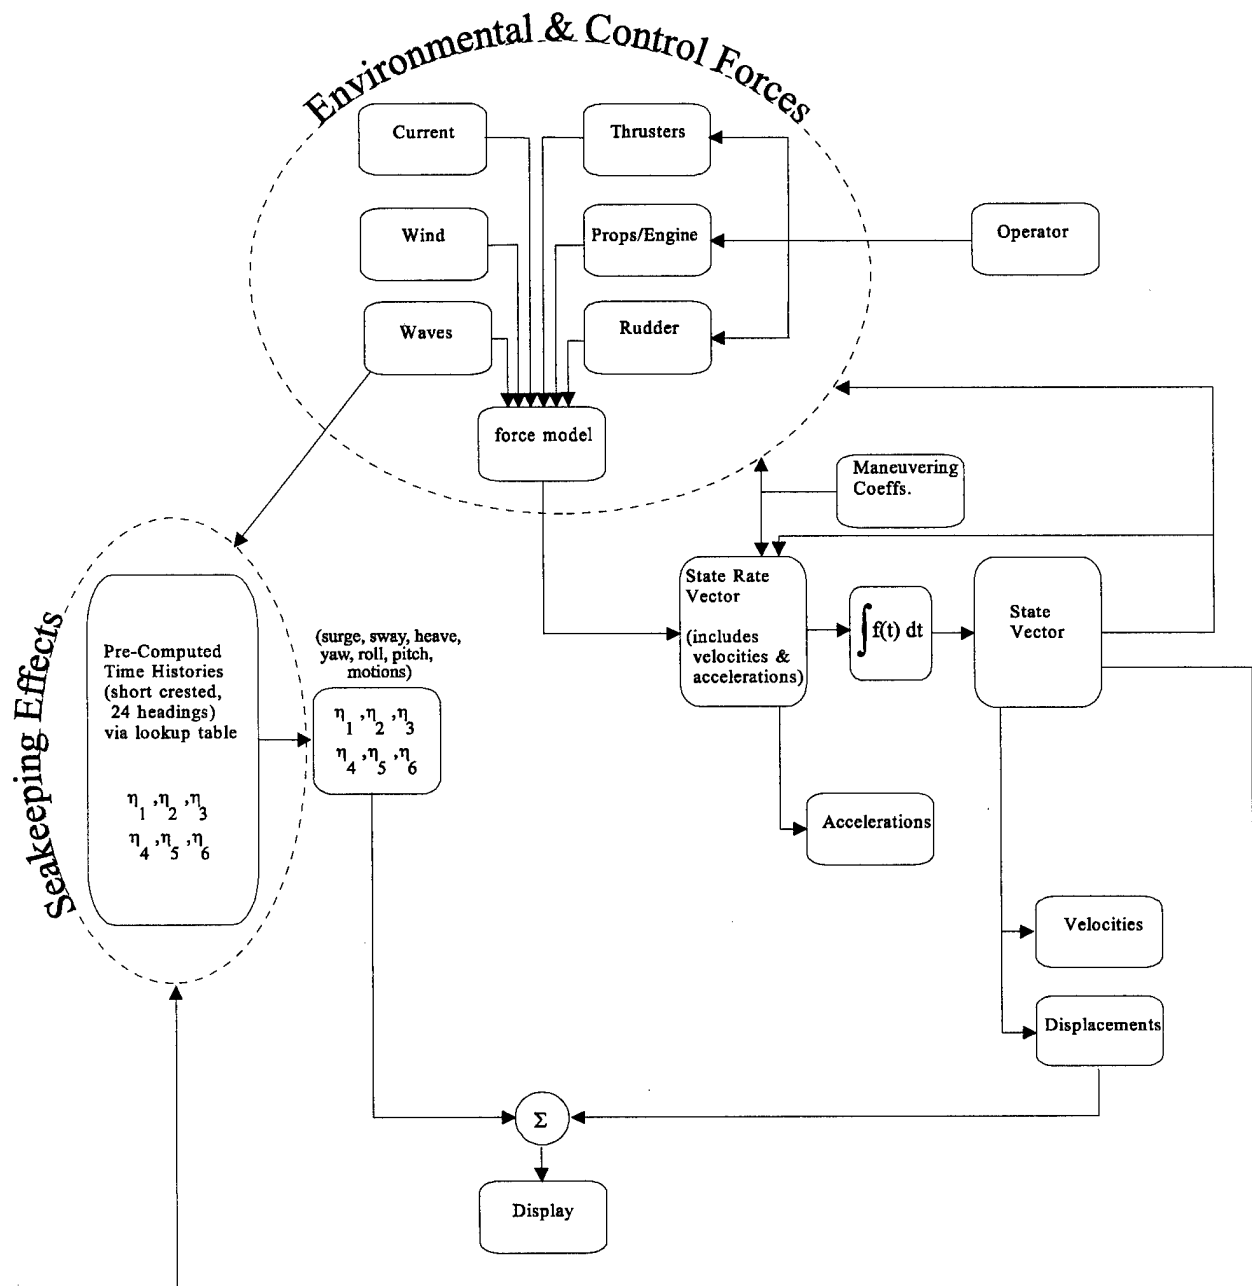 Environmental & Control Forces
Current
Thrusters
Wind
Props/Engine
Operator
Waves
Rudder
force model
Maneuvering
Coeffs.
State Rate
Vector
(includes
velocities &
accelerations)
∫ f(t) dt
State
Vector
Seakeeping Effects
Pre-Computed
Time Histories
(short crested,
24 headings)
via lookup table
η1 ,η2 ,η3
η4 ,η5 ,η6
(surge, sway, heave,
yaw, roll, pitch,
motions)
η1 ,η2 ,η3
η4 ,η5 ,η6
Accelerations
Velocities
Displacements
Σ
Display